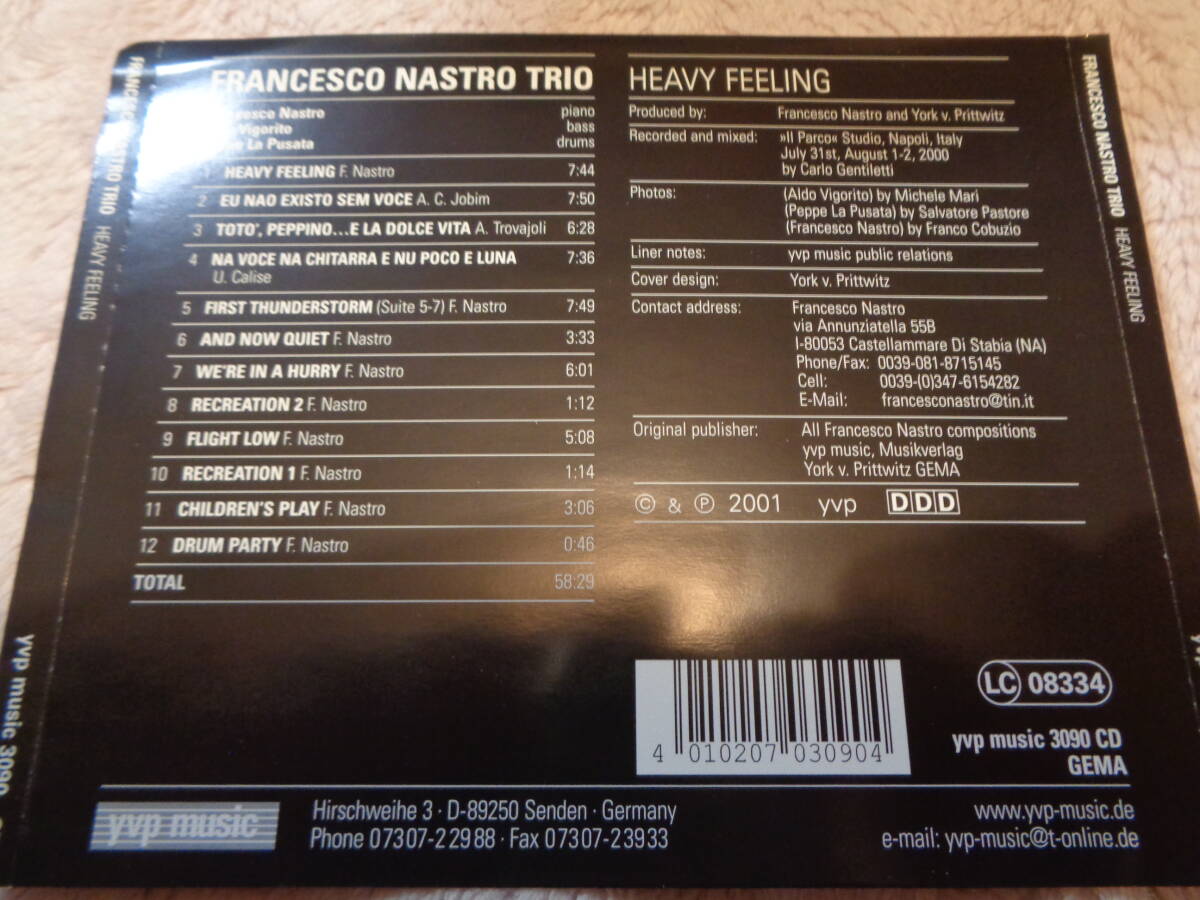 FRANCESCO NASTRO TRIO
Nastro piano
Vigorito bass
La Pusata drums
1 HEAVY FEELING F. Nastro 7:44
2 EU NAO EXISTO SEM VOCE A. C. Jobim 7:50
3 TOTO', PEPPINO...E LA DOLCE VITA A. Trovajoli 6:28
4 NA VOCE NA CHITARRA E NU POCO E LUNA 7:36
U. Calise
5 FIRST THUNDERSTORM (Suite 5-7) F. Nastro 7:49
6 AND NOW QUIET F. Nastro 3:33
7 WE'RE IN A HURRY F. Nastro 6:01
8 RECREATION 2 F. Nastro 1:12
9 FLIGHT LOW F. Nastro 5:08
10 RECREATION 1 F. Nastro 1:14
11 CHILDREN'S PLAY F. Nastro 3:06
12 DRUM PARTY F. Nastro 0:46
TOTAL 58:29
HEAVY FEELING
Produced by: Francesco Nastro and York v. Prittwitz
Recorded and mixed: »Il Parco« Studio, Napoli, Italy
July 31st, August 1-2, 2000
by Carlo Gentiletti
Photos: (Aldo Vigorito) by Michele Mari
(Peppe La Pusata) by Salvatore Pastore
(Francesco Nastro) by Franco Cobuzio
Liner notes: yvp music public relations
Cover design: York v. Prittwitz
Contact address: Francesco Nastro
via Annunziatella 55B
I-80053 Castellammare Di Stabia (NA)
Phone/Fax: 0039-081-8715145
Cell: 0039-(0)347-6154282
E-Mail: francesconastro@tin.it
Original publisher: All Francesco Nastro compositions
yvp music, Musikverlag
York v. Prittwitz GEMA
© & ℗ 2001 yvp DDD
4 010207 030904
LC 08334
yvp music 3090 CD
GEMA
yvp music
Hirschweihe 3 · D-89250 Senden · Germany
Phone 07307-22988 · Fax 07307-23933
www.yvp-music.de
e-mail: yvp-music@t-online.de
FRANCESCO NASTRO TRIO HEAVY FEELING
HEAVY FEELING
yvp music 3090